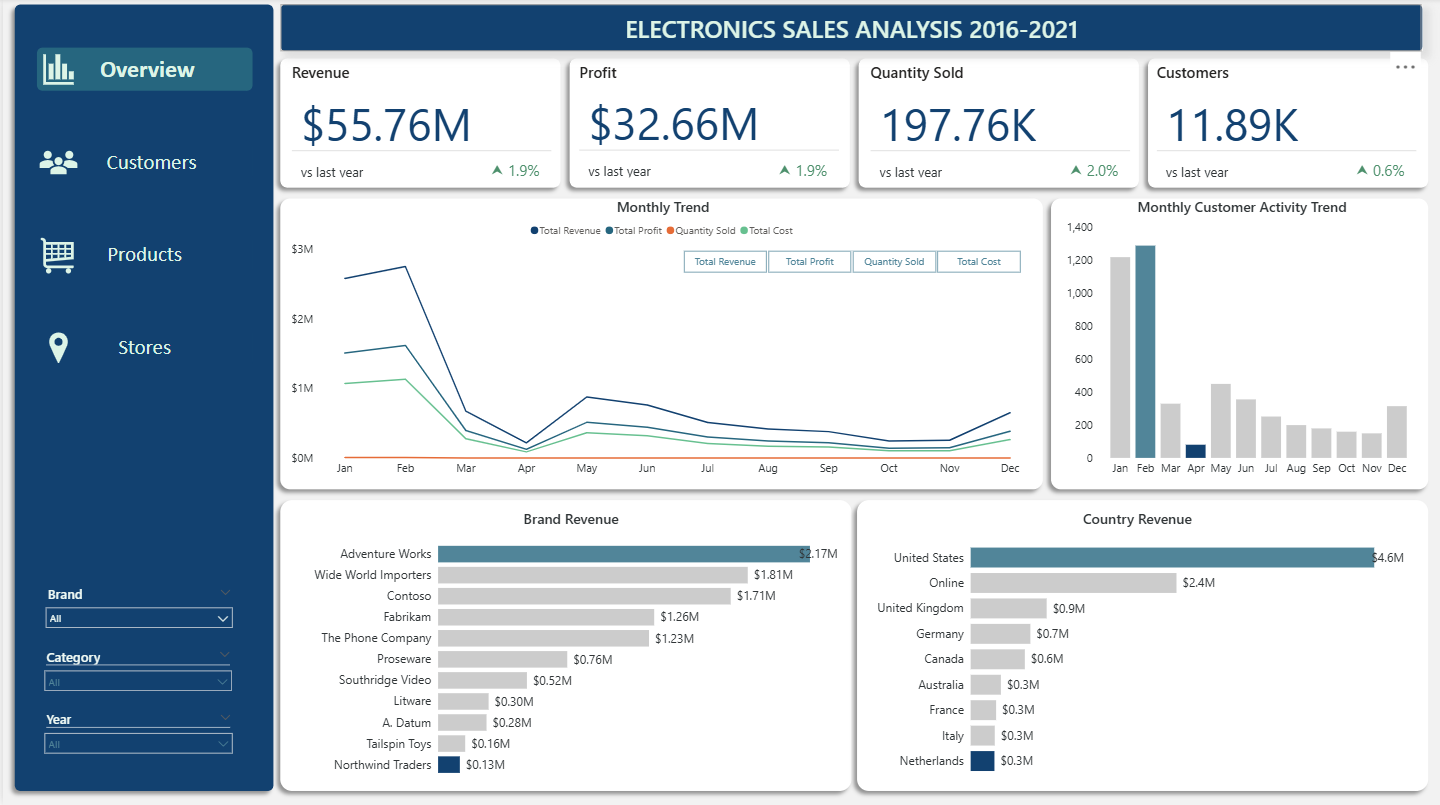 ELECTRONICS SALES ANALYSIS 2016-2021
Overview
Customers
Products
Stores
Brand
All
Category
All
Year
All
Revenue
$55.76M
vs last year
1.9%
Profit
$32.66M
vs last year
1.9%
Quantity Sold
197.76K
vs last year
2.0%
Customers
11.89K
vs last year
0.6%
Monthly Trend
Total Revenue Total Profit Quantity Sold Total Cost
Total Revenue Total Profit Quantity Sold Total Cost
$3M
$2M
$1M
$0M
Jan Feb Mar Apr May Jun Jul Aug Sep Oct Nov Dec
Monthly Customer Activity Trend
1,400
1,200
1,000
800
600
400
200
0
Jan Feb Mar Apr May Jun Jul Aug Sep Oct Nov Dec
Brand Revenue
Adventure Works $2.17M
Wide World Importers $1.81M
Contoso $1.71M
Fabrikam $1.26M
The Phone Company $1.23M
Proseware $0.76M
Southridge Video $0.52M
Litware $0.30M
A. Datum $0.28M
Tailspin Toys $0.16M
Northwind Traders $0.13M
Country Revenue
United States $4.6M
Online $2.4M
United Kingdom $0.9M
Germany $0.7M
Canada $0.6M
Australia $0.3M
France $0.3M
Italy $0.3M
Netherlands $0.3M